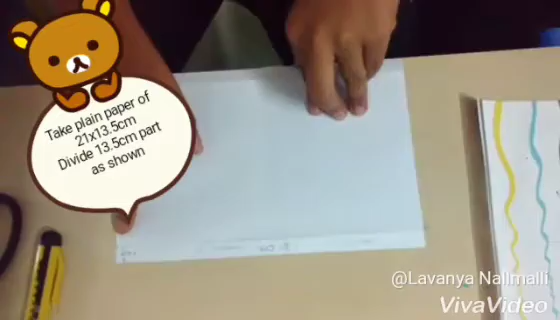 Take plain paper of
21x13.5cm
Divide 13.5cm part
as shown
@Lavanya Nallmalli
VivaVideo